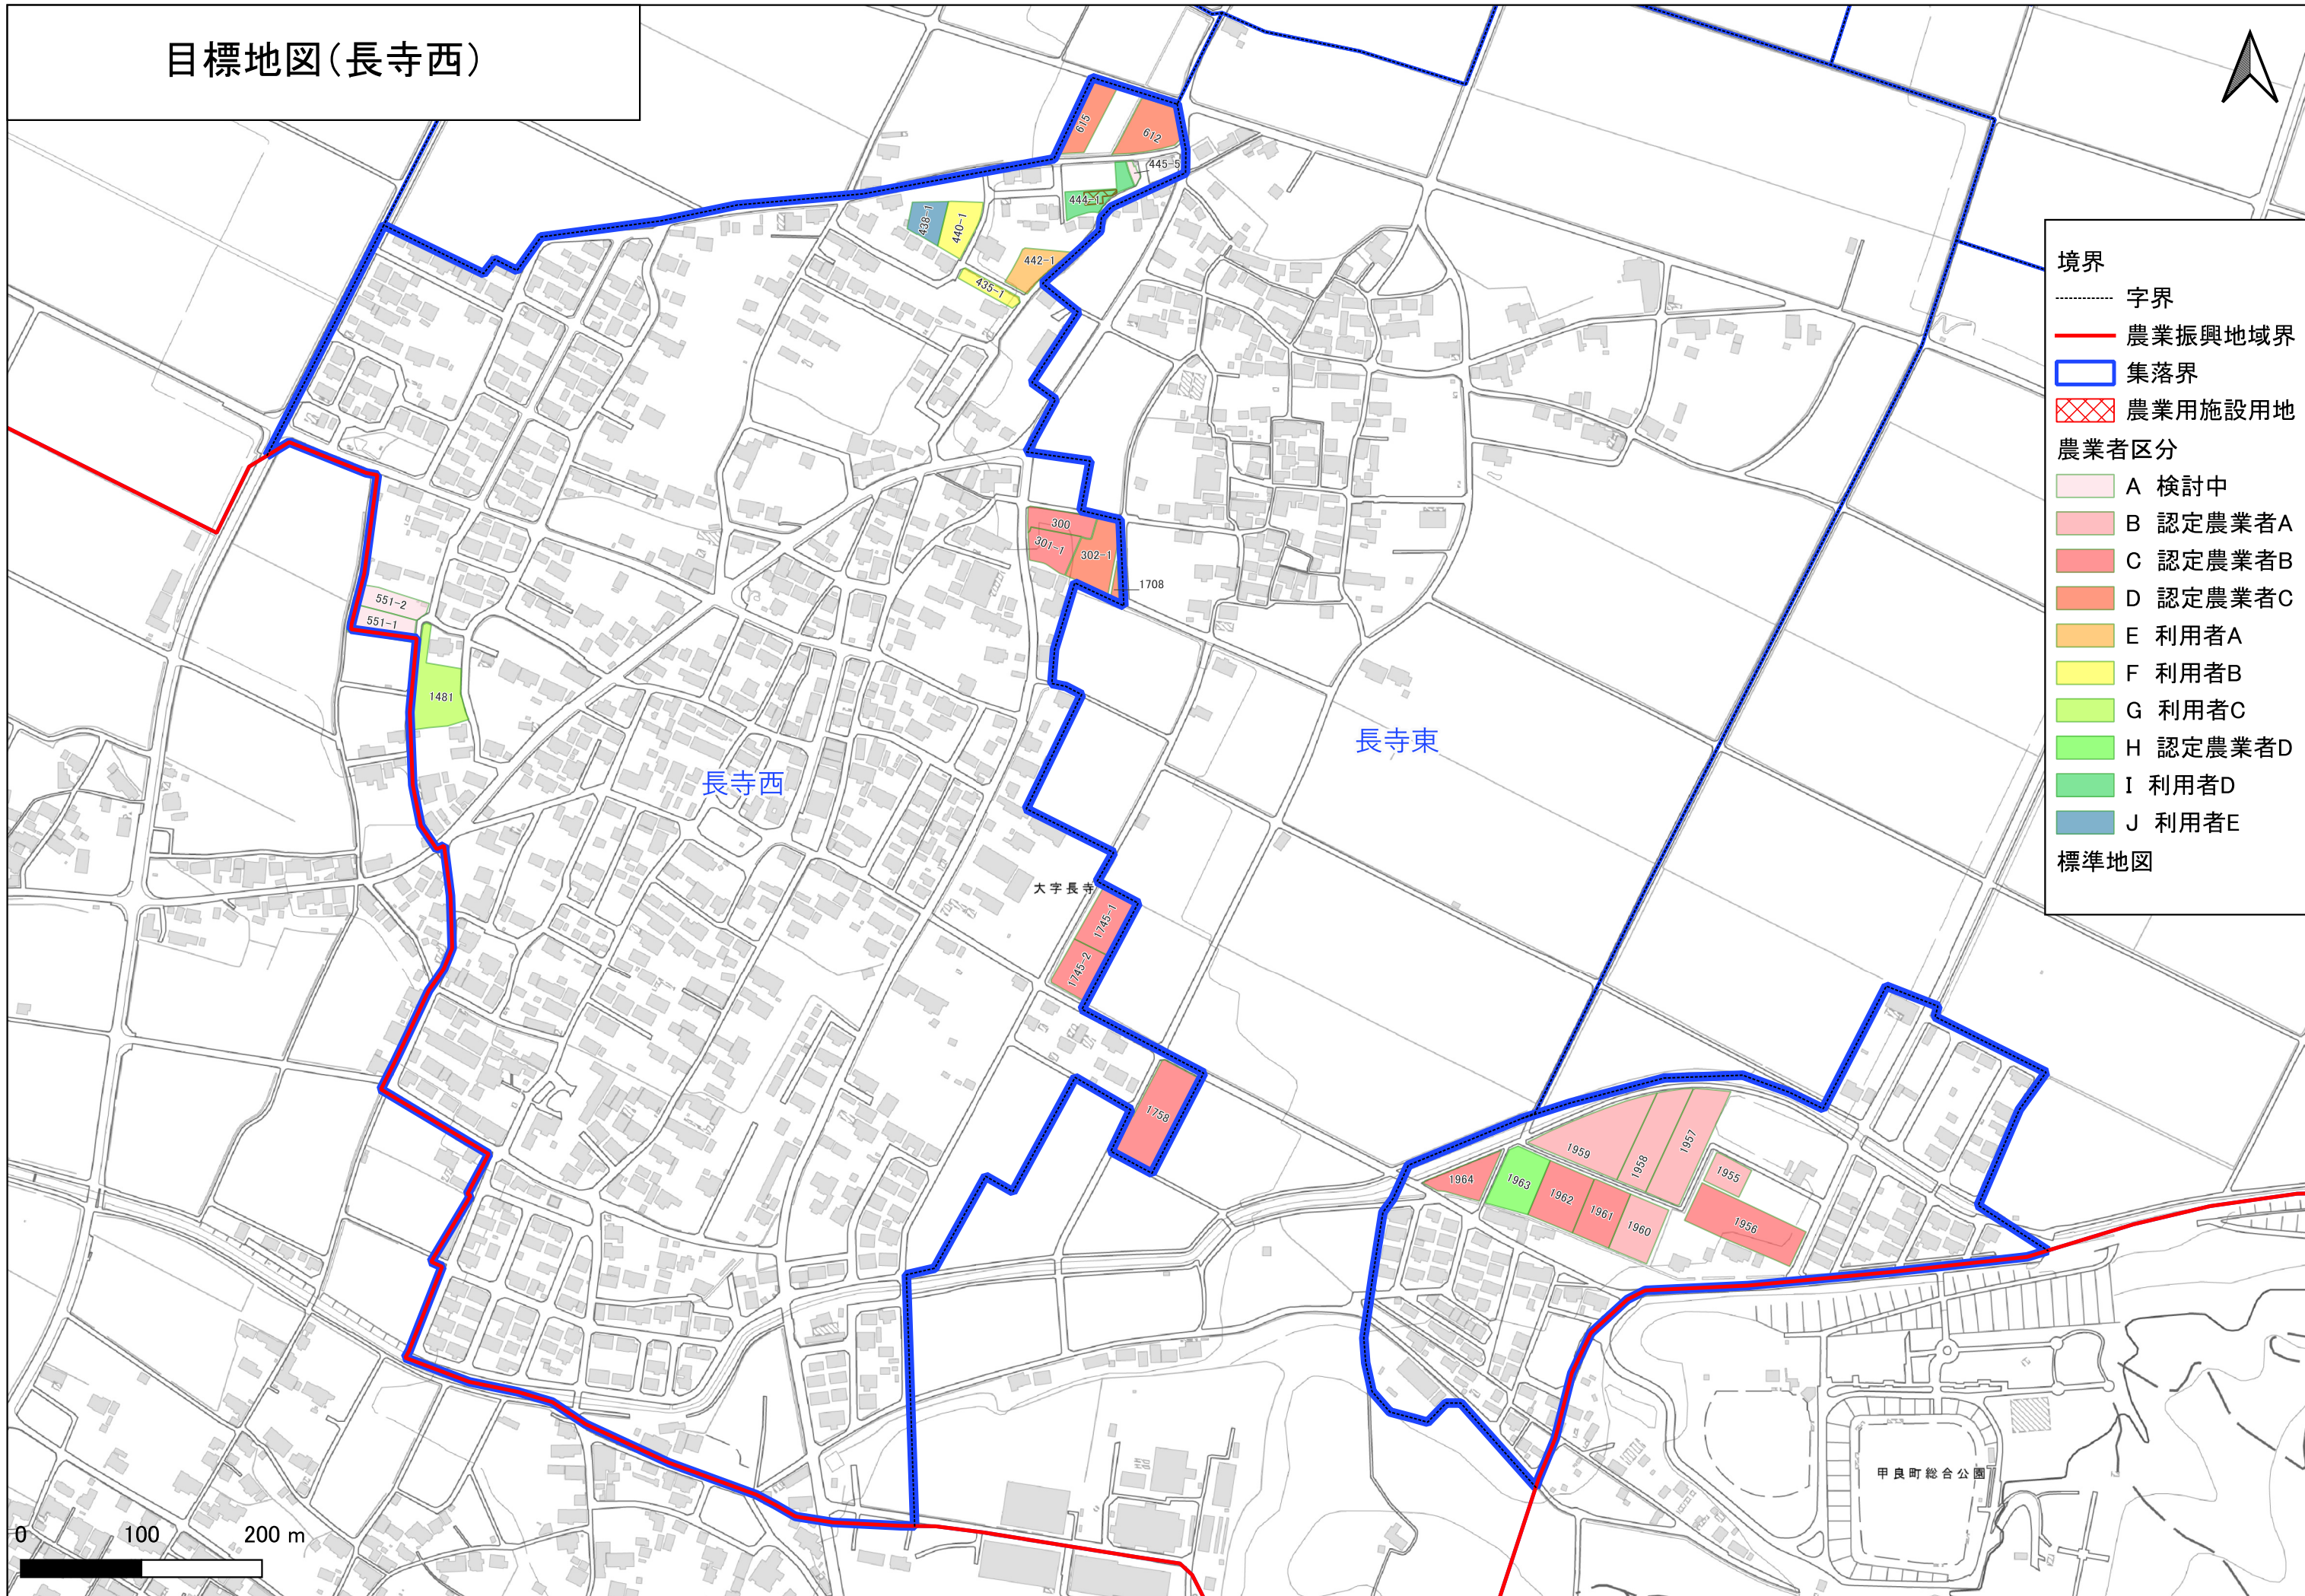 目標地図(長寺西)
615
612
445-5
444-1
438-1
440-1
442-1
435-1
境界
字界
農業振興地域界
集落界
農業用施設用地
農業者区分
A 検討中
B 認定農業者A
C 認定農業者B
D 認定農業者C
E 利用者A
F 利用者B
G 利用者C
H 認定農業者D
I 利用者D
J 利用者E
標準地図
300
301-1
302-1
1708
551-2
551-1
1481
長寺東
長寺西
大字長寺
1745-1
1745-2
1758
1959
1958
1957
1955
1964
1963
1962
1961
1960
1956
甲良町総合公園
0 100 200 m